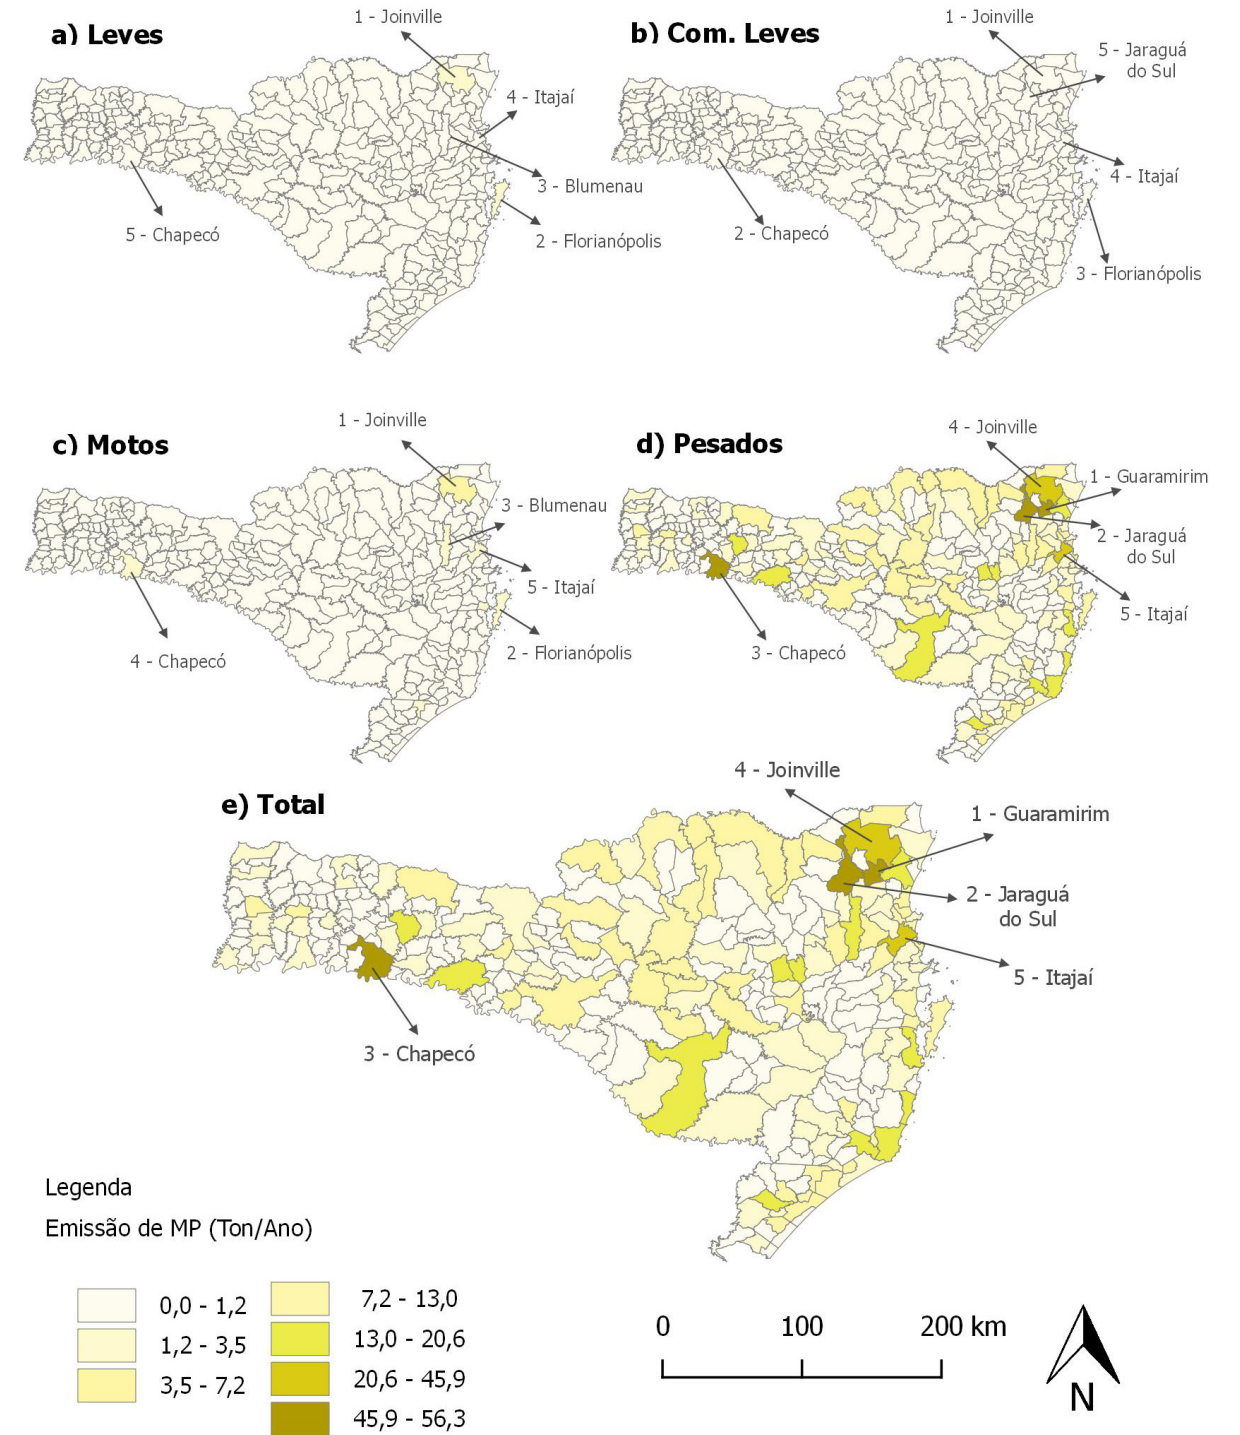 a) Leves
1 - Joinville
4 - Itajaí
3 - Blumenau
2 - Florianópolis
5 - Chapecó
b) Com. Leves
1 - Joinville
5 - Jaraguá
do Sul
4 - Itajaí
3 - Florianópolis
2 - Chapecó
c) Motos
1 - Joinville
3 - Blumenau
5 - Itajaí
2 - Florianópolis
4 - Chapecó
d) Pesados
4 - Joinville
1 - Guaramirim
2 - Jaraguá
do Sul
5 - Itajaí
3 - Chapecó
e) Total
4 - Joinville
1 - Guaramirim
2 - Jaraguá
do Sul
5 - Itajaí
3 - Chapecó
Legenda
Emissão de MP (Ton/Ano)
0,0 - 1,2
1,2 - 3,5
3,5 - 7,2
7,2 - 13,0
13,0 - 20,6
20,6 - 45,9
45,9 - 56,3
0 100 200 km
N